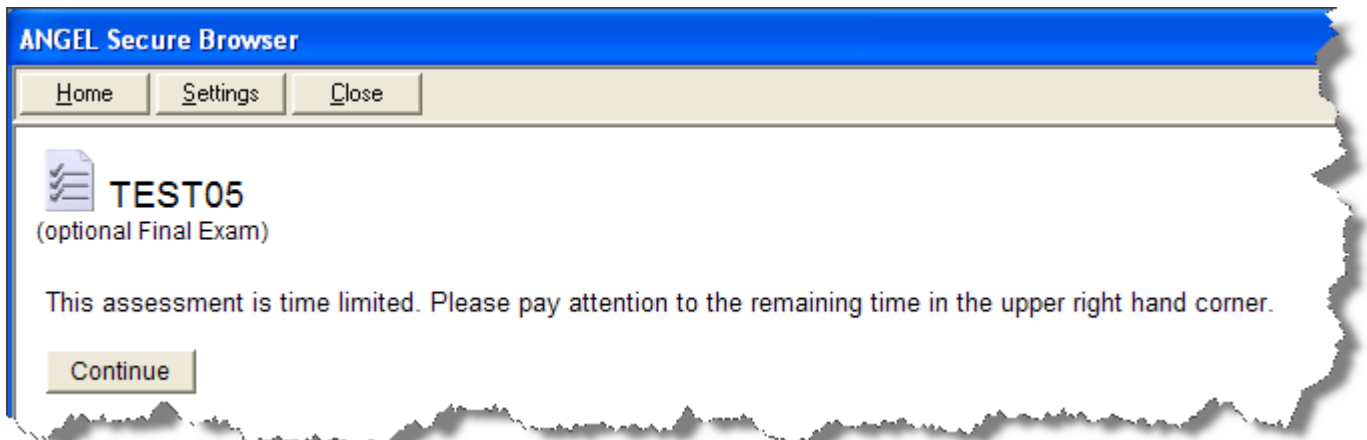 ANGEL Secure Browser
Home Settings Close
TEST05
(optional Final Exam)
This assessment is time limited. Please pay attention to the remaining time in the upper right hand corner.
Continue